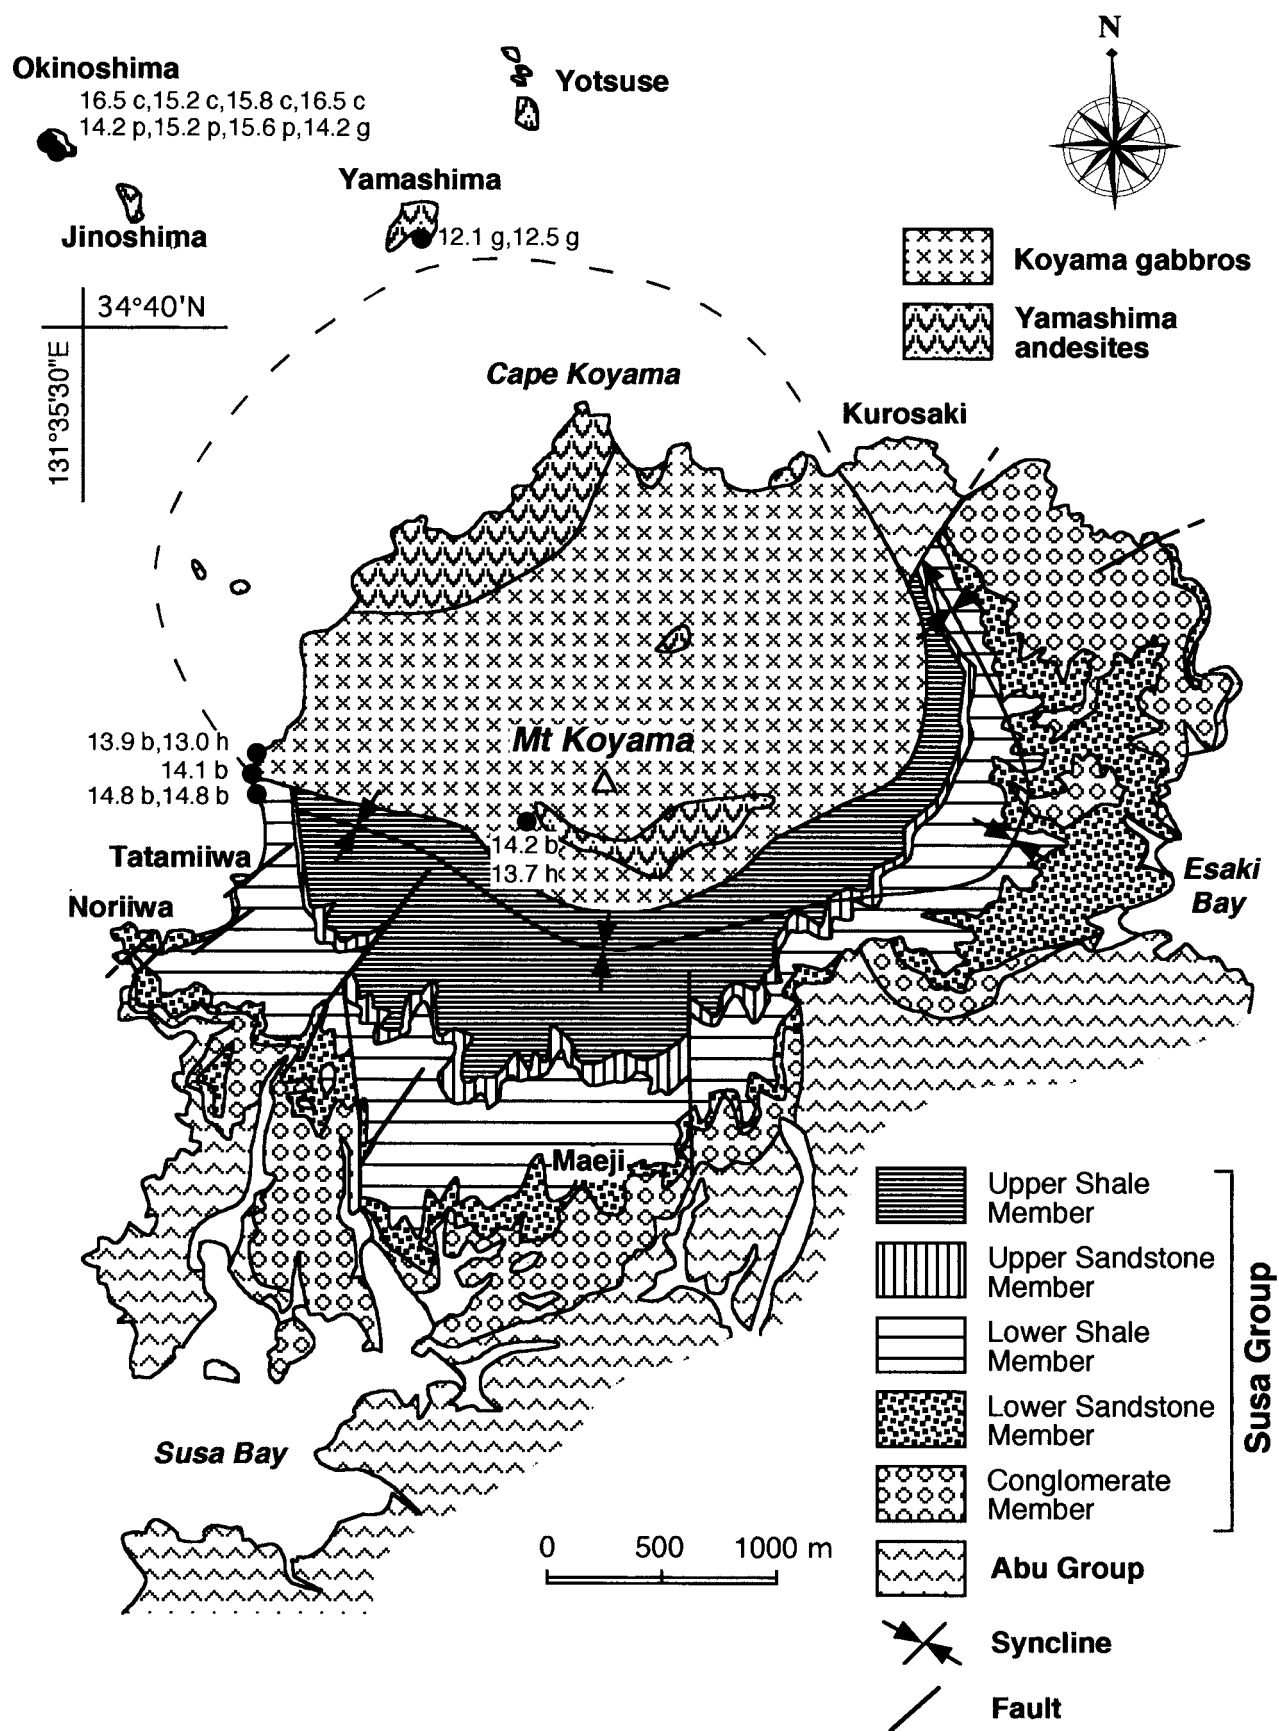 N
Okinoshima
16.5 c,15.2 c,15.8 c,16.5 c
14.2 p,15.2 p,15.6 p,14.2 g
Yotsuse
Yamashima
12.1 g,12.5 g
Jinoshima
34°40'N
131°35'30"E
Koyama gabbros
Yamashima
andesites
Cape Koyama
Kurosaki
13.9 b,13.0 h
14.1 b
14.8 b,14.8 b
Mt Koyama
14.2 b
13.7 h
Tatamiiwa
Noriiwa
Esaki
Bay
Maeji
Susa Bay
0 500 1000 m
Upper Shale
Member
Upper Sandstone
Member
Lower Shale
Member
Lower Sandstone
Member
Conglomerate
Member
Susa Group
Abu Group
Syncline
Fault